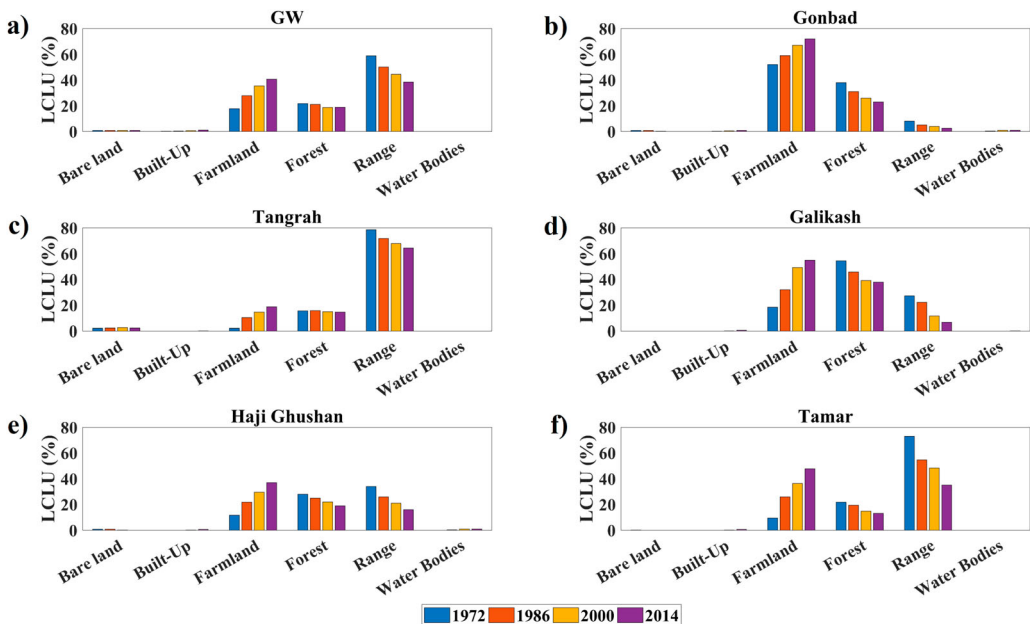 a)
GW
LCLU (%)
80
60
40
20
0
Bare land
Built-Up
Farmland
Forest
Range
Water Bodies
b)
Gonbad
LCLU (%)
80
60
40
20
0
Bare land
Built-Up
Farmland
Forest
Range
Water Bodies
c)
Tangrah
LCLU (%)
80
60
40
20
0
Bare land
Built-Up
Farmland
Forest
Range
Water Bodies
d)
Galikash
LCLU (%)
80
60
40
20
0
Bare land
Built-Up
Farmland
Forest
Range
Water Bodies
e)
Haji Ghushan
LCLU (%)
80
60
40
20
0
Bare land
Built-Up
Farmland
Forest
Range
Water Bodies
f)
Tamar
LCLU (%)
80
60
40
20
0
Bare land
Built-Up
Farmland
Forest
Range
Water Bodies
1972 1986 2000 2014